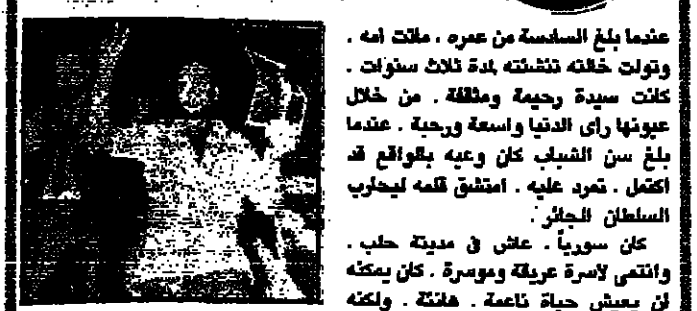 عندما بلغ السادسة من عمره ، ماتت أمه .
وتولت خالته تنشئته لمدة ثلاث سنوات .
كانت سيدة رحيمة ومثقفة . من خلال
عيونها رأى الدنيا واسعة ورحبة . عندما
بلغ سن الشباب كان وعيه بالواقع قد
اكتمل . تمرد عليه . امتشق قلمه ليحارب
السلطان الجائر .
كان سورياً . عاش في مدينة حلب .
وانتمى لأسرة عريقة وموسرة . كان يمكنه
أن يعيش حياة ناعمة . هانئة . ولكنه